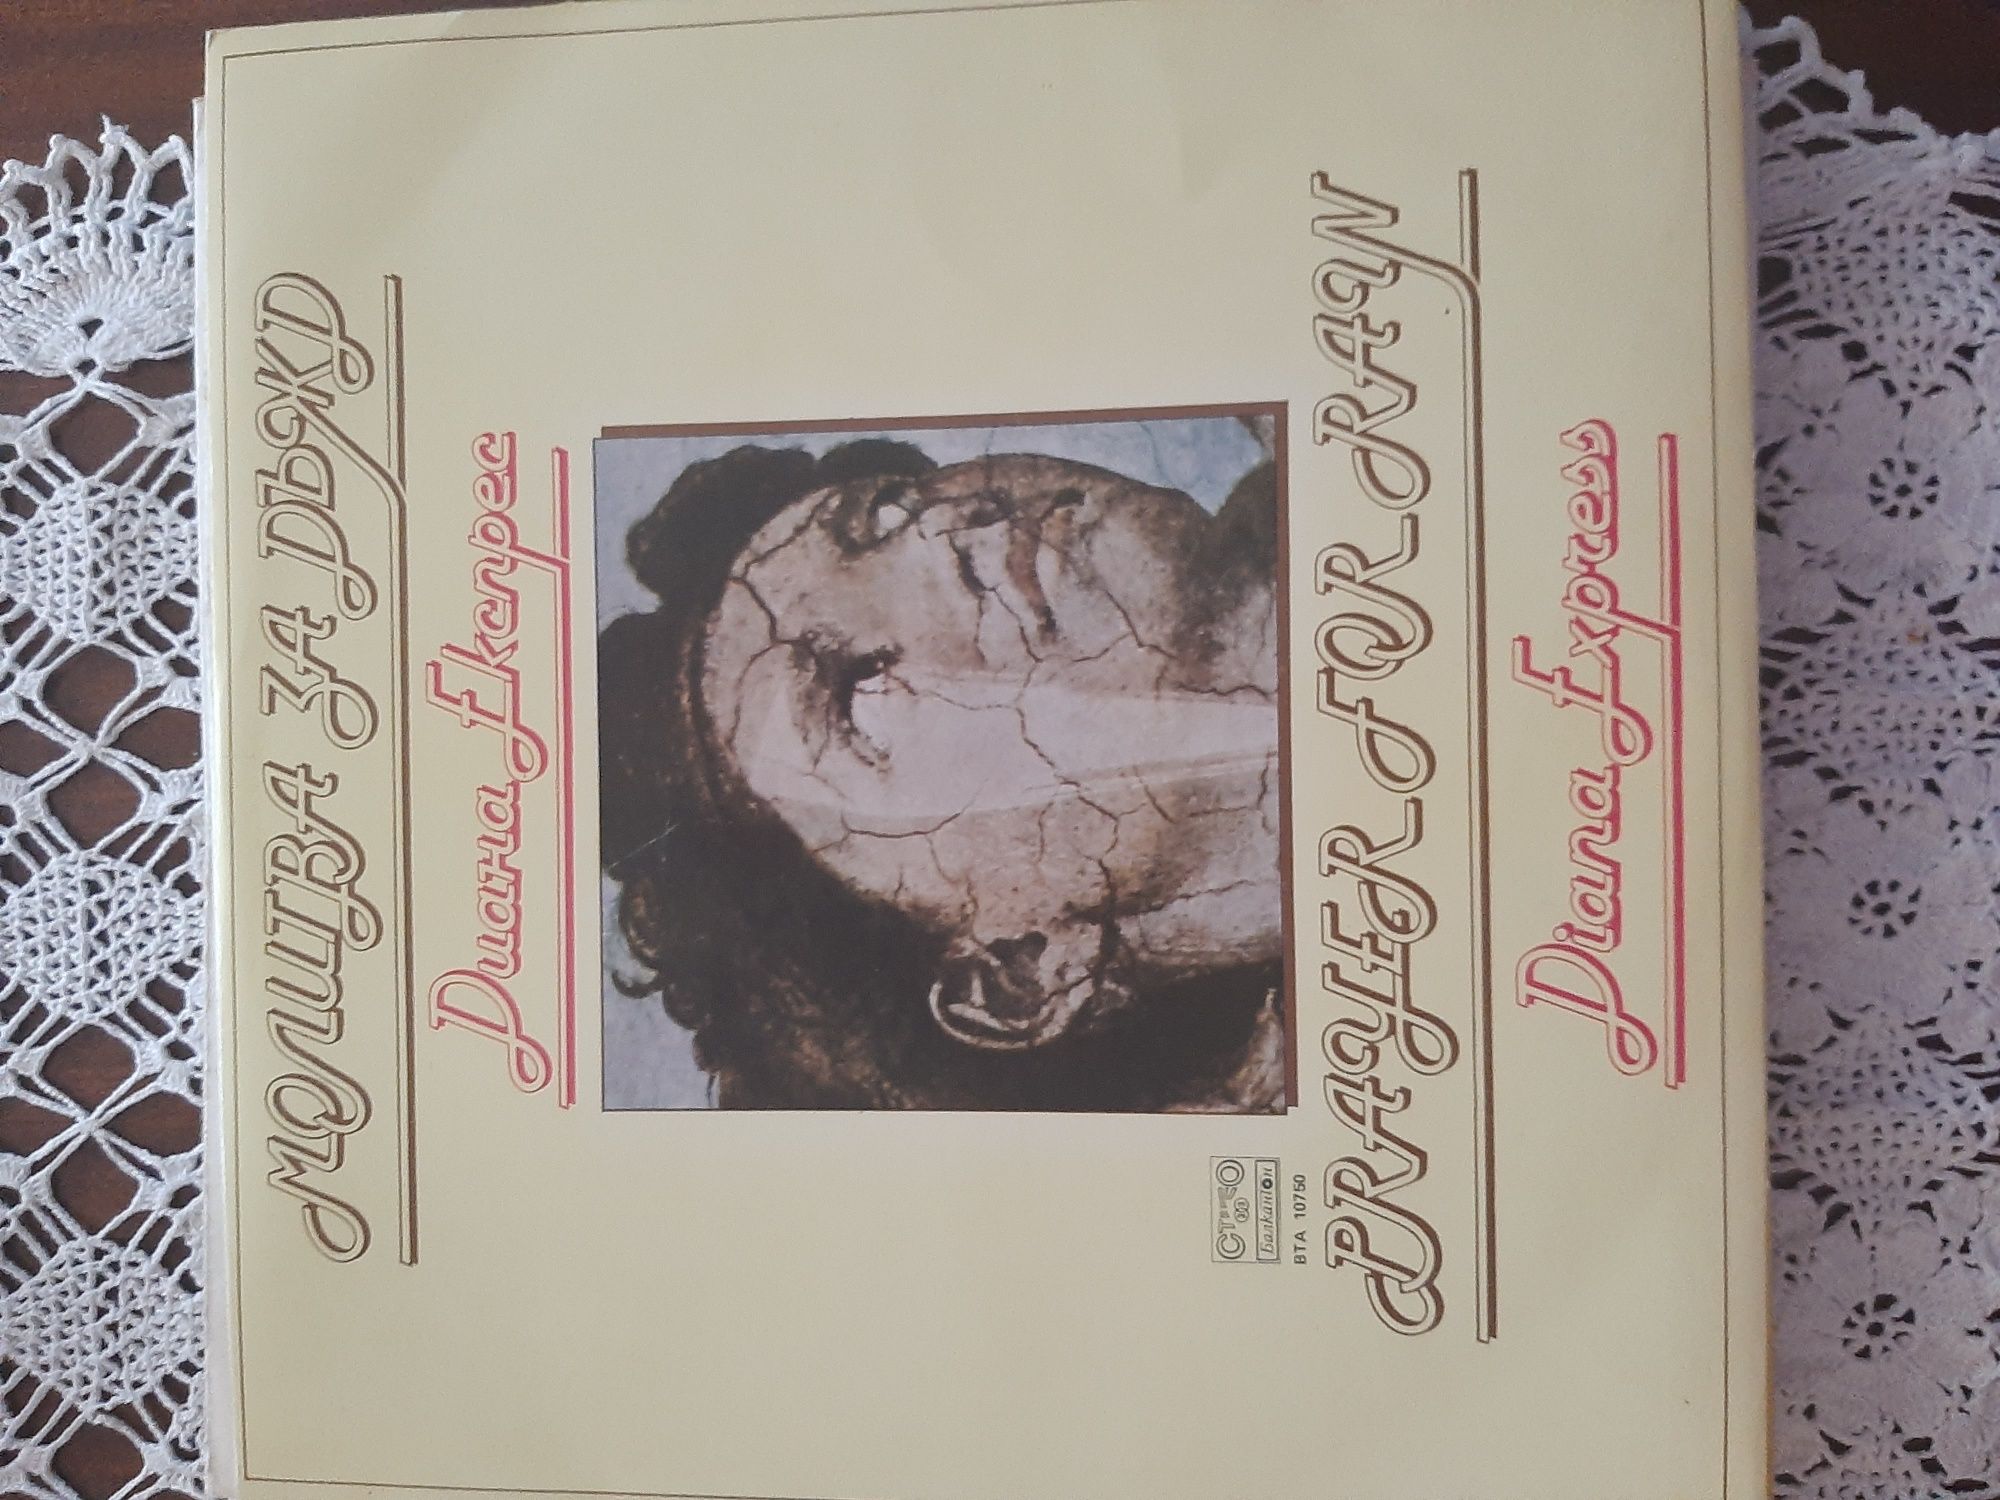 МОЛИТВА ЗА ДЪЖД
Диана Експрес
СТЕРЕО
Балкантон
ВТА 10750
PRAYER FOR RAIN
Diana Express